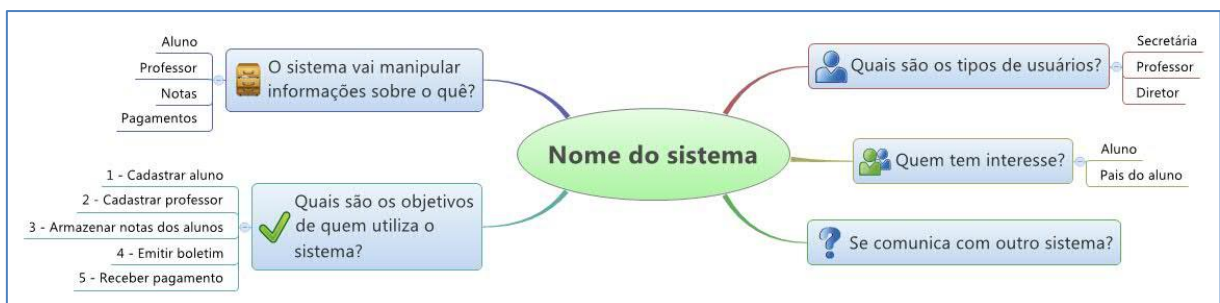 Aluno
Professor
Notas
Pagamentos
O sistema vai manipular
informações sobre o quê?
1 - Cadastrar aluno
2 - Cadastrar professor
3 - Armazenar notas dos alunos
4 - Emitir boletim
5 - Receber pagamento
Quais são os objetivos
de quem utiliza o
sistema?
Nome do sistema
Quais são os tipos de usuários?
Secretária
Professor
Diretor
Quem tem interesse?
Aluno
Pais do aluno
Se comunica com outro sistema?